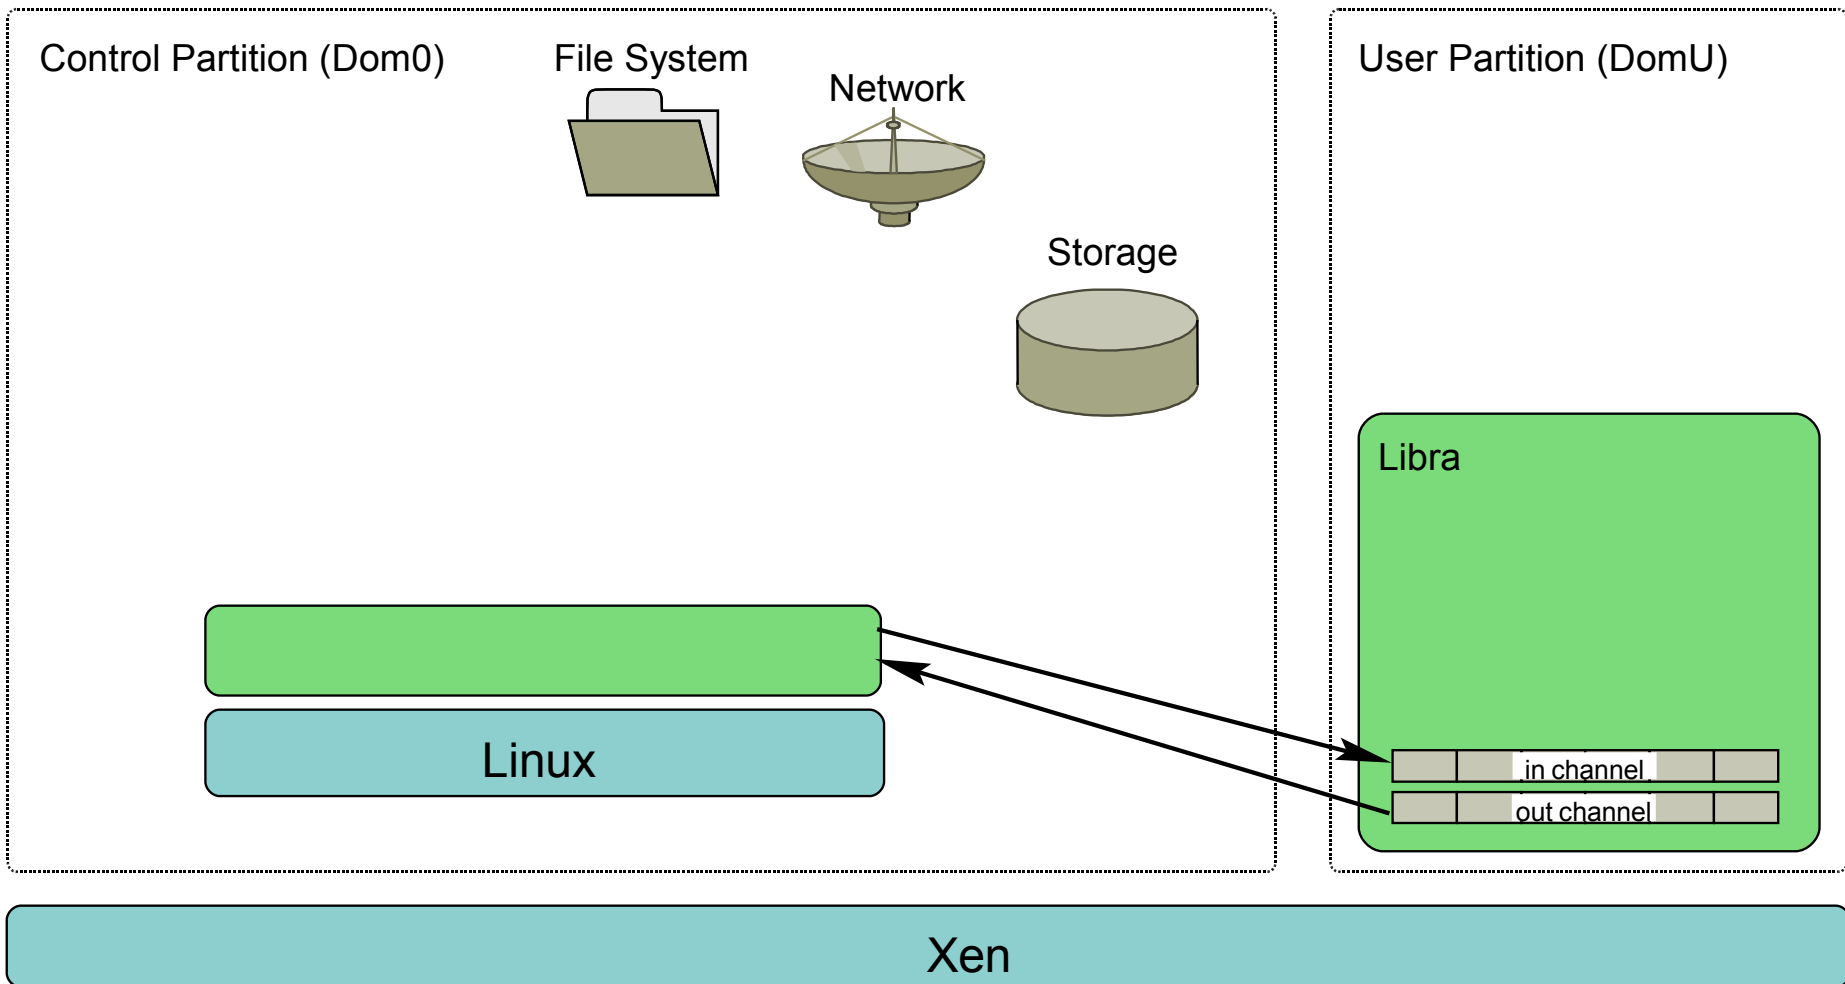 Control Partition (Dom0)
File System
Network
User Partition (DomU)
Storage
Libra
Linux
in channel
out channel
Xen